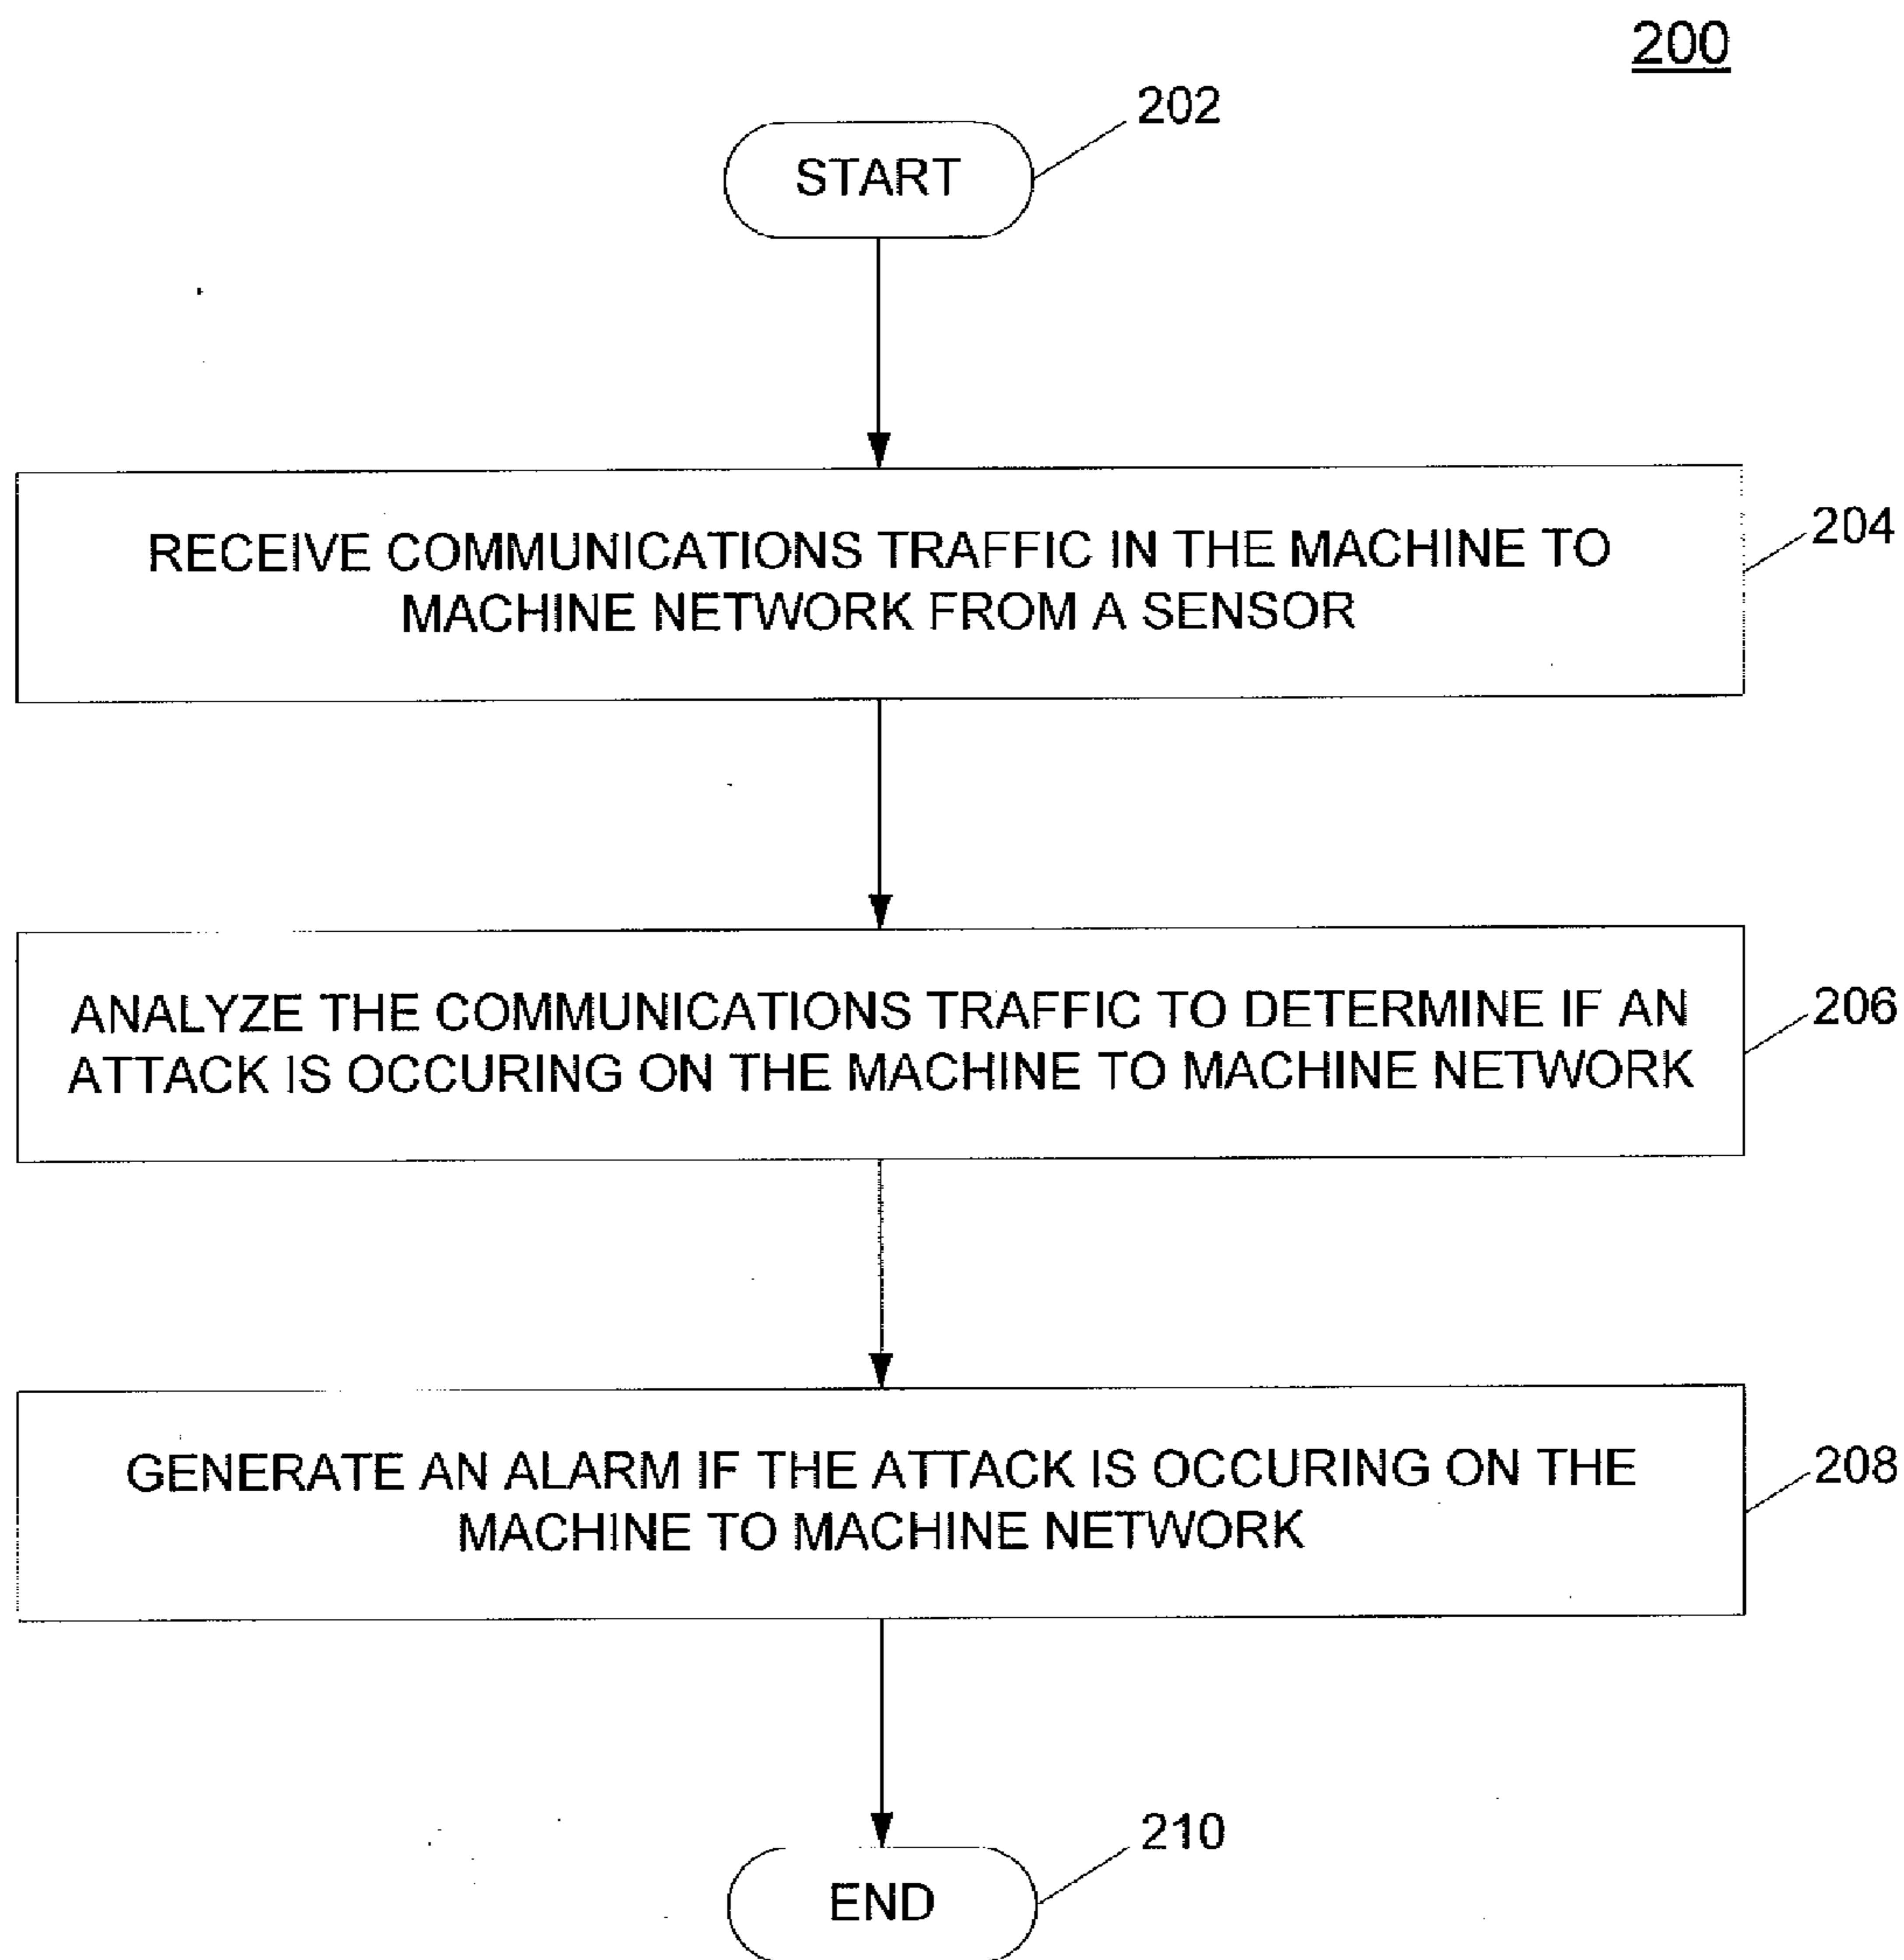 200
202
START
204
RECEIVE COMMUNICATIONS TRAFFIC IN THE MACHINE TO
MACHINE NETWORK FROM A SENSOR
206
ANALYZE THE COMMUNICATIONS TRAFFIC TO DETERMINE IF AN
ATTACK IS OCCURING ON THE MACHINE TO MACHINE NETWORK
208
GENERATE AN ALARM IF THE ATTACK IS OCCURING ON THE
MACHINE TO MACHINE NETWORK
210
END